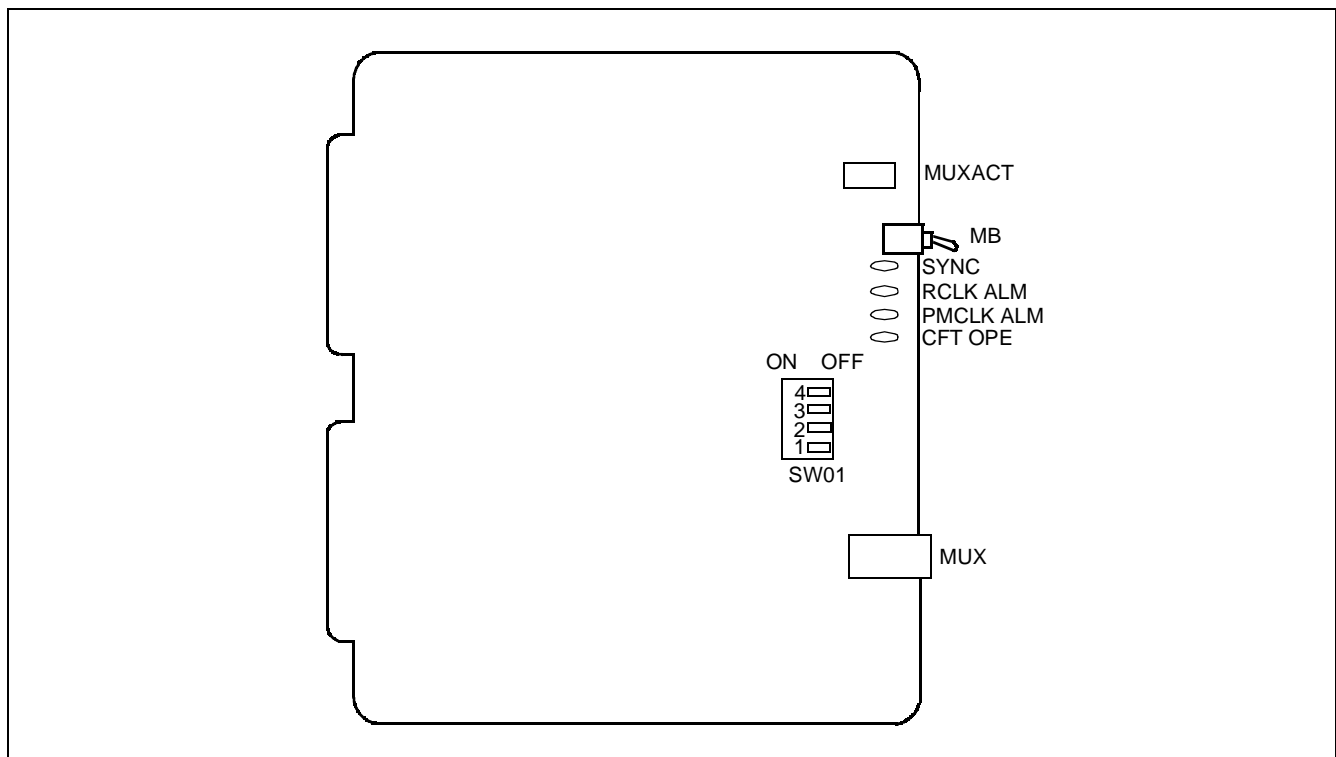 MUXACT
MB
SYNC
RCLK ALM
PMCLK ALM
CFT OPE
ON OFF
4
3
2
1
SW01
MUX